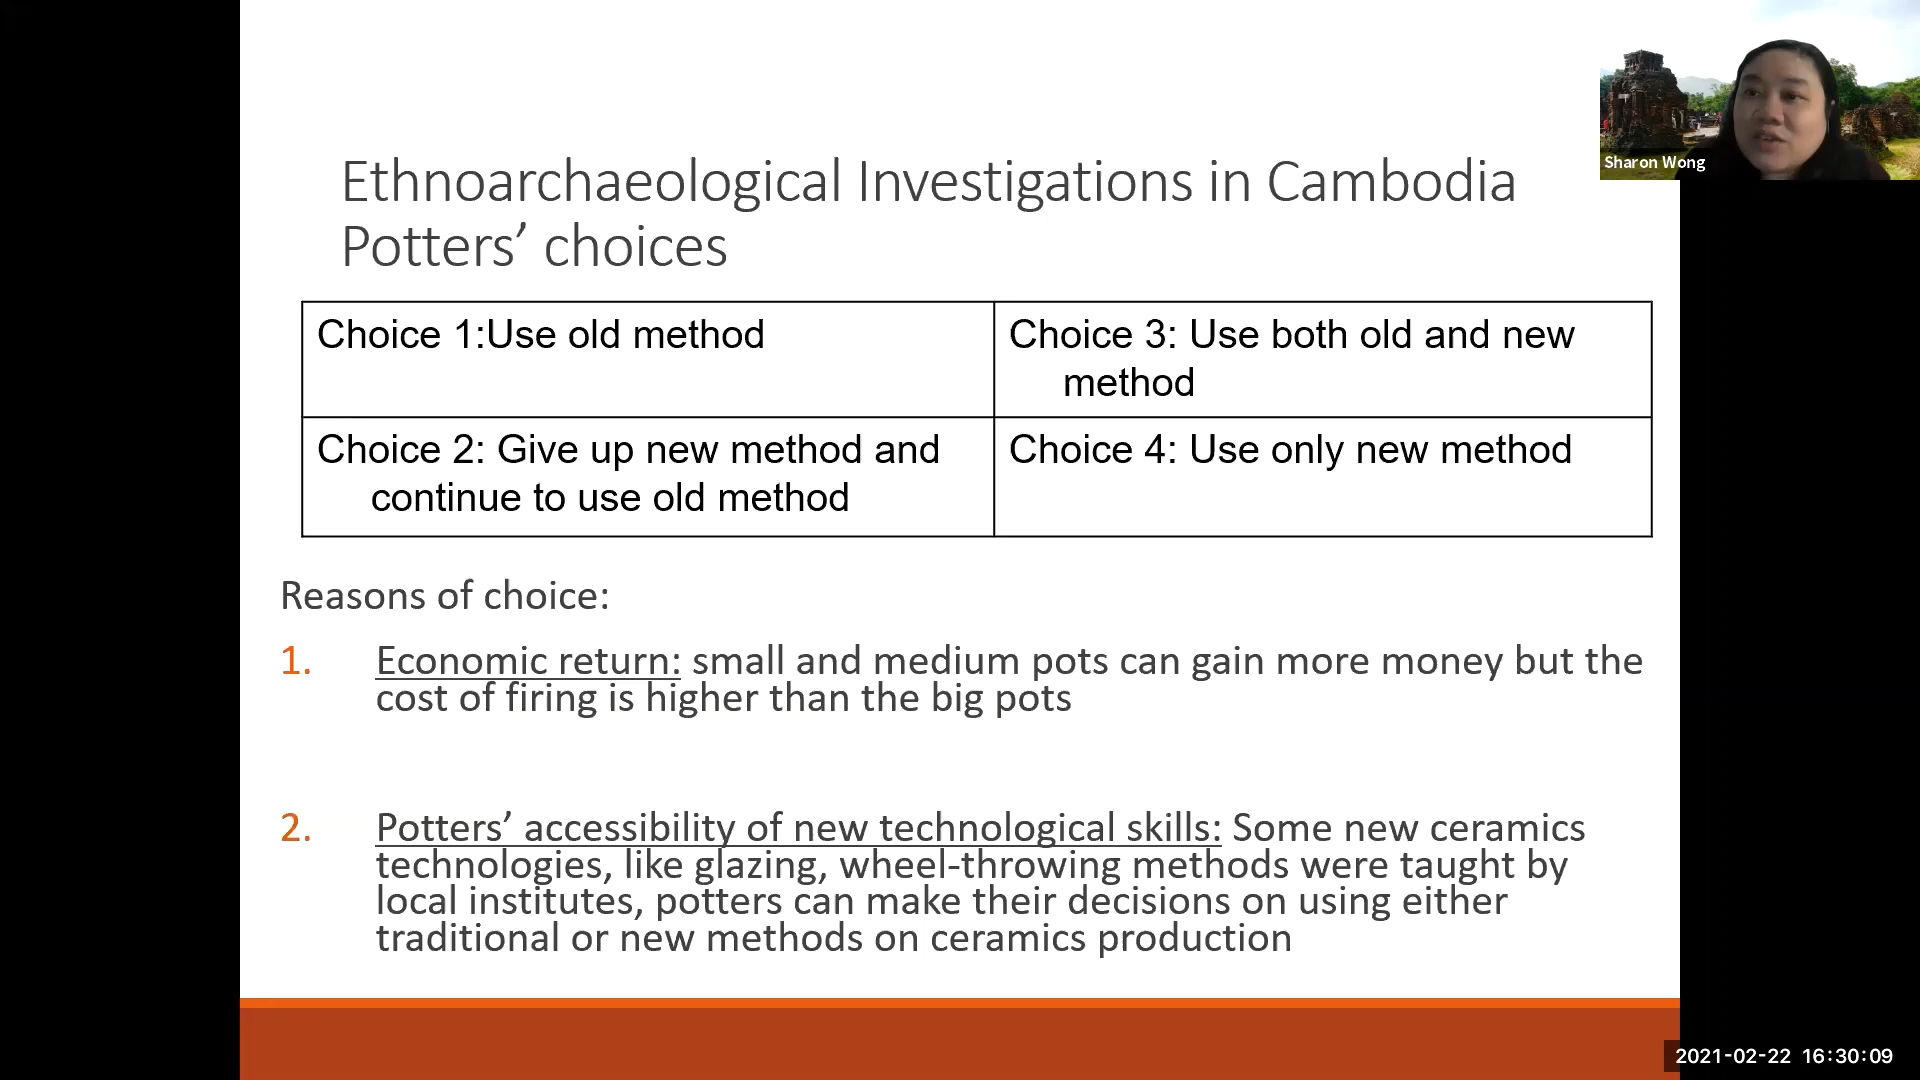 Ethnoarchaeological Investigations in Cambodia
Potters’ choices
Choice 1:Use old method
Choice 3: Use both old and new
method
Choice 2: Give up new method and
continue to use old method
Choice 4: Use only new method
Reasons of choice:
1. Economic return: small and medium pots can gain more money but the
cost of firing is higher than the big pots
2. Potters’ accessibility of new technological skills: Some new ceramics
technologies, like glazing, wheel-throwing methods were taught by
local institutes, potters can make their decisions on using either
traditional or new methods on ceramics production
Sharon Wong
2021-02-22 16:30:09